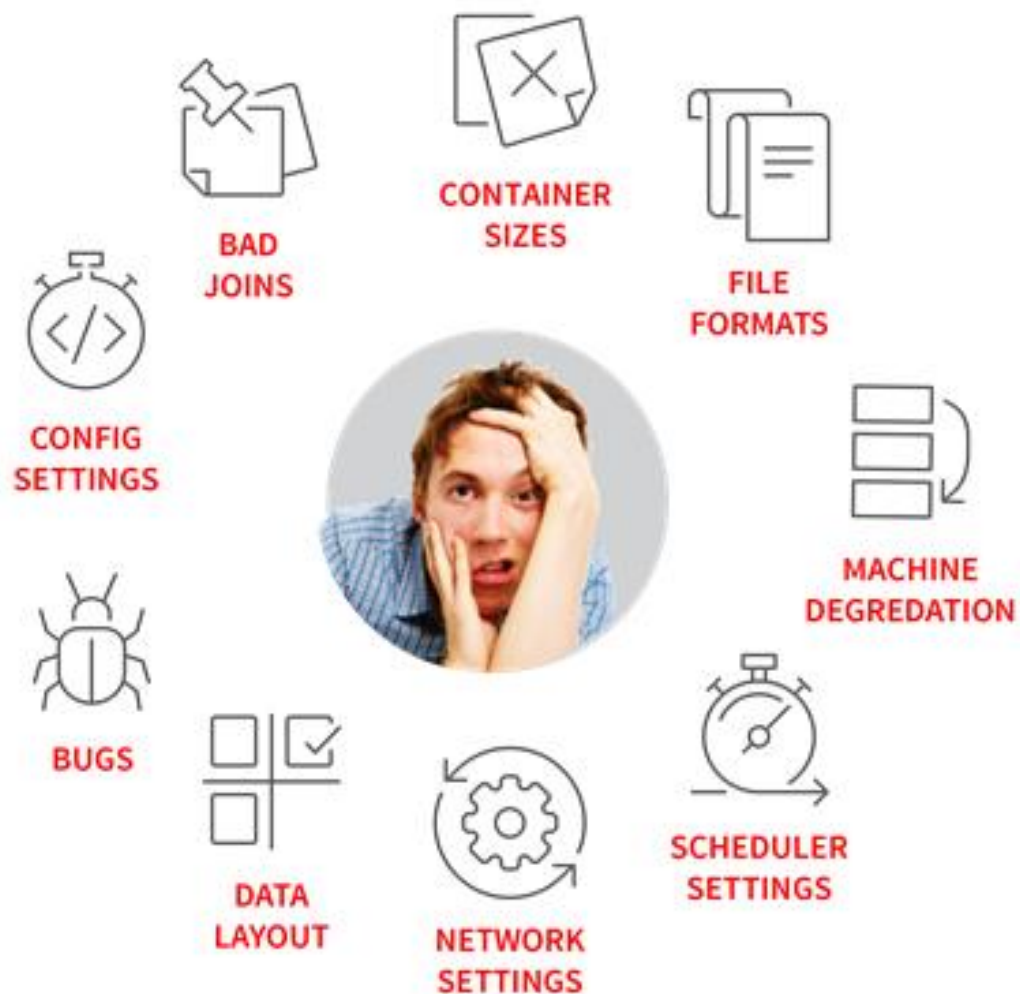 CONTAINER
SIZES
FILE
FORMATS
MACHINE
DEGREDATION
SCHEDULER
SETTINGS
NETWORK
SETTINGS
DATA
LAYOUT
BUGS
CONFIG
SETTINGS
BAD
JOINS